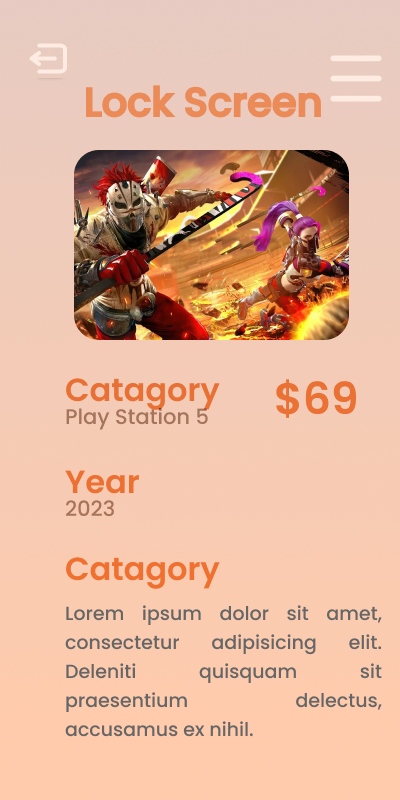 Lock Screen
Catagory
$69
Play Station 5
Year
2023
Catagory
Lorem ipsum dolor sit amet,
consectetur adipisicing elit.
Deleniti quisquam sit
praesentium delectus,
accusamus ex nihil.